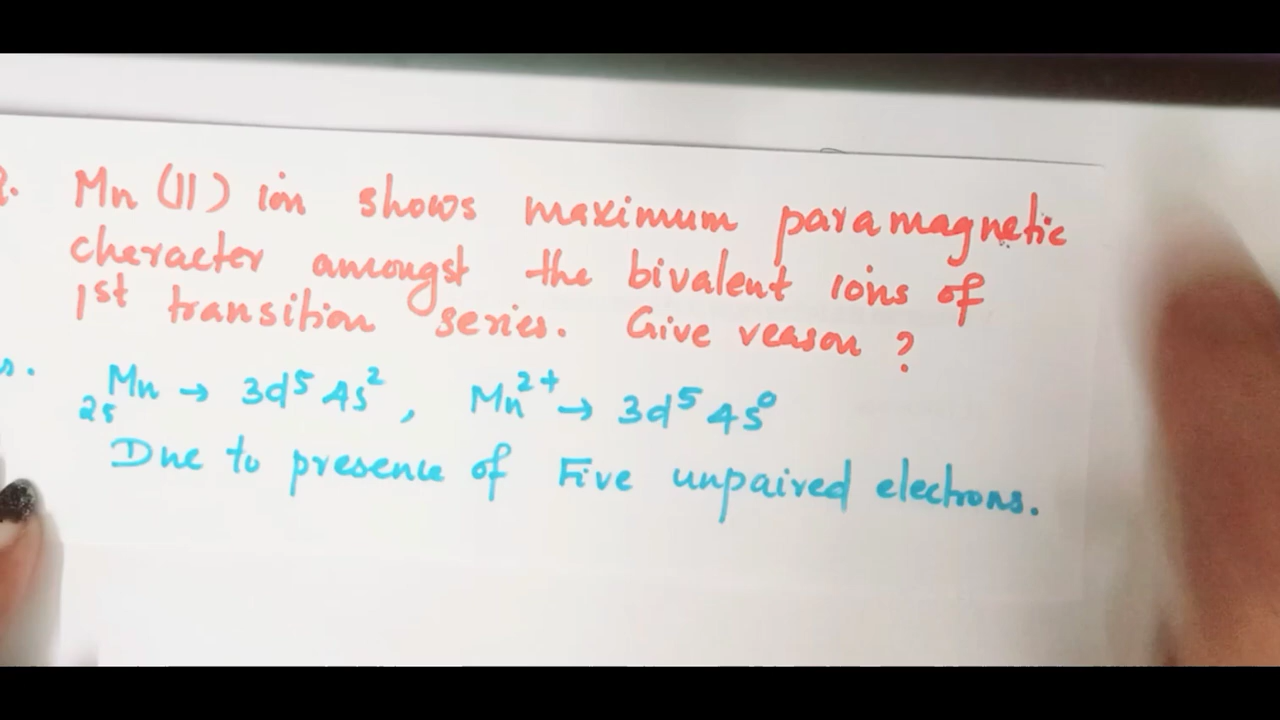 Mn (II) ion shows maximum paramagnetic
character amongst the bivalent ions of
1st transition series. Give reason ?
₂₅Mn → 3d⁵ 4s² , Mn²⁺ → 3d⁵ 4s⁰
Due to presence of Five unpaired electrons.